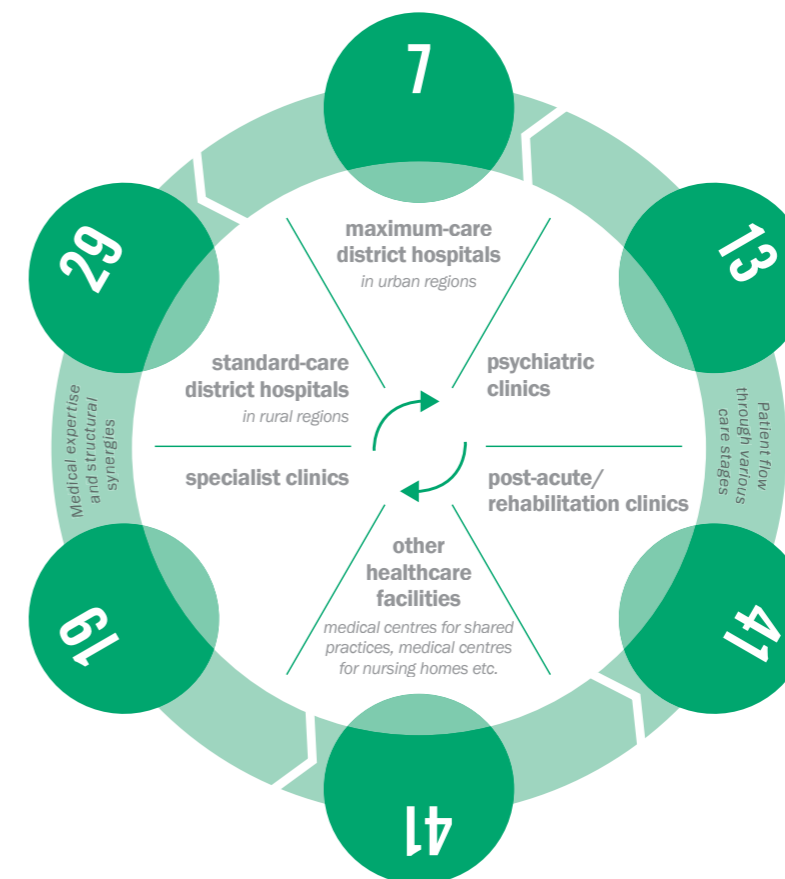 7
13
41
41
19
29
maximum-care
district hospitals
in urban regions
psychiatric
clinics
post-acute/
rehabilitation clinics
other
healthcare
facilities
medical centres for shared
practices, medical centres
for nursing homes etc.
specialist clinics
standard-care
district hospitals
in rural regions
Medical expertise
and structural
synergies
Patient flow
through various
care stages